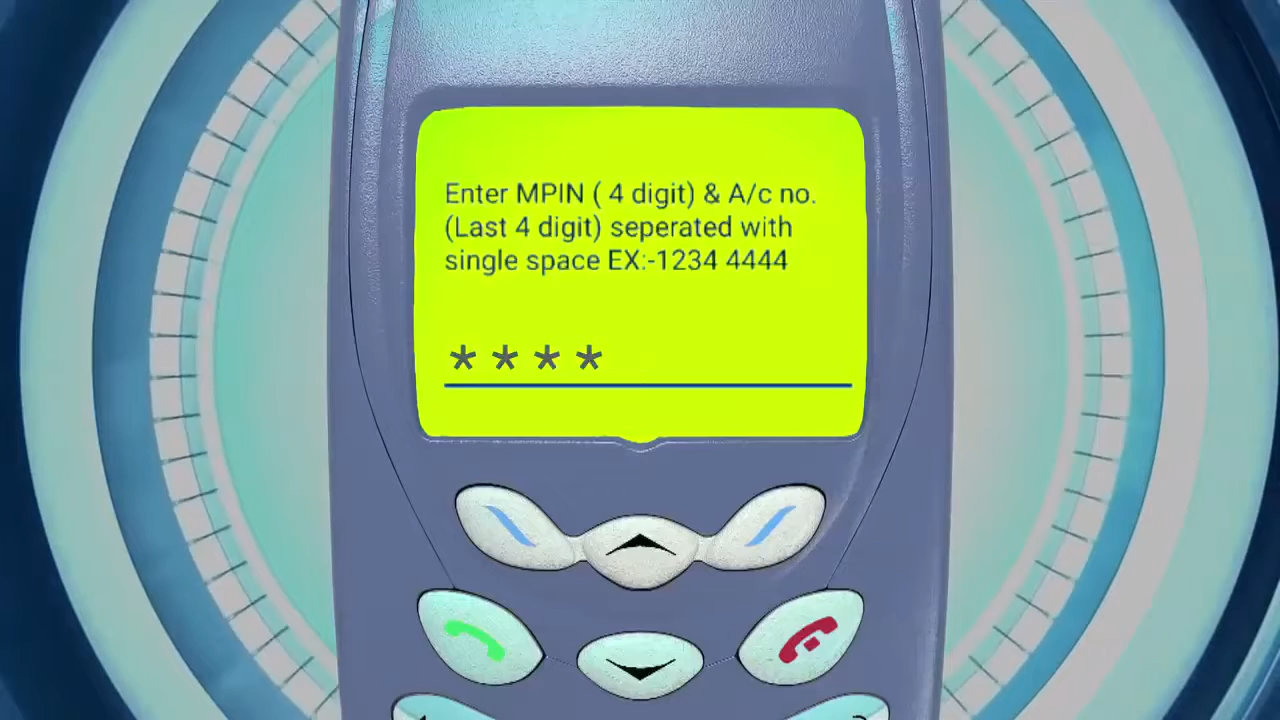 Enter MPIN ( 4 digit) & A/c no.
(Last 4 digit) seperated with
single space EX:-1234 4444
* * * *